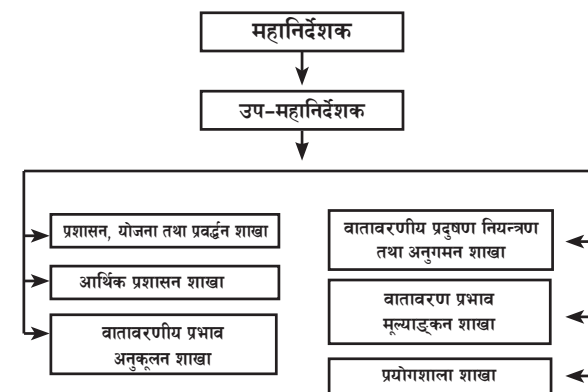 महानिर्देशक
उप-महानिर्देशक
प्रशासन, योजना तथा प्रवर्द्धन शाखा
आर्थिक प्रशासन शाखा
वातावरणीय प्रभाव
अनुकूलन शाखा
वातावरणीय प्रदुषण नियन्त्रण
तथा अनुगमन शाखा
वातावरण प्रभाव
मूल्याङ्कन शाखा
प्रयोगशाला शाखा